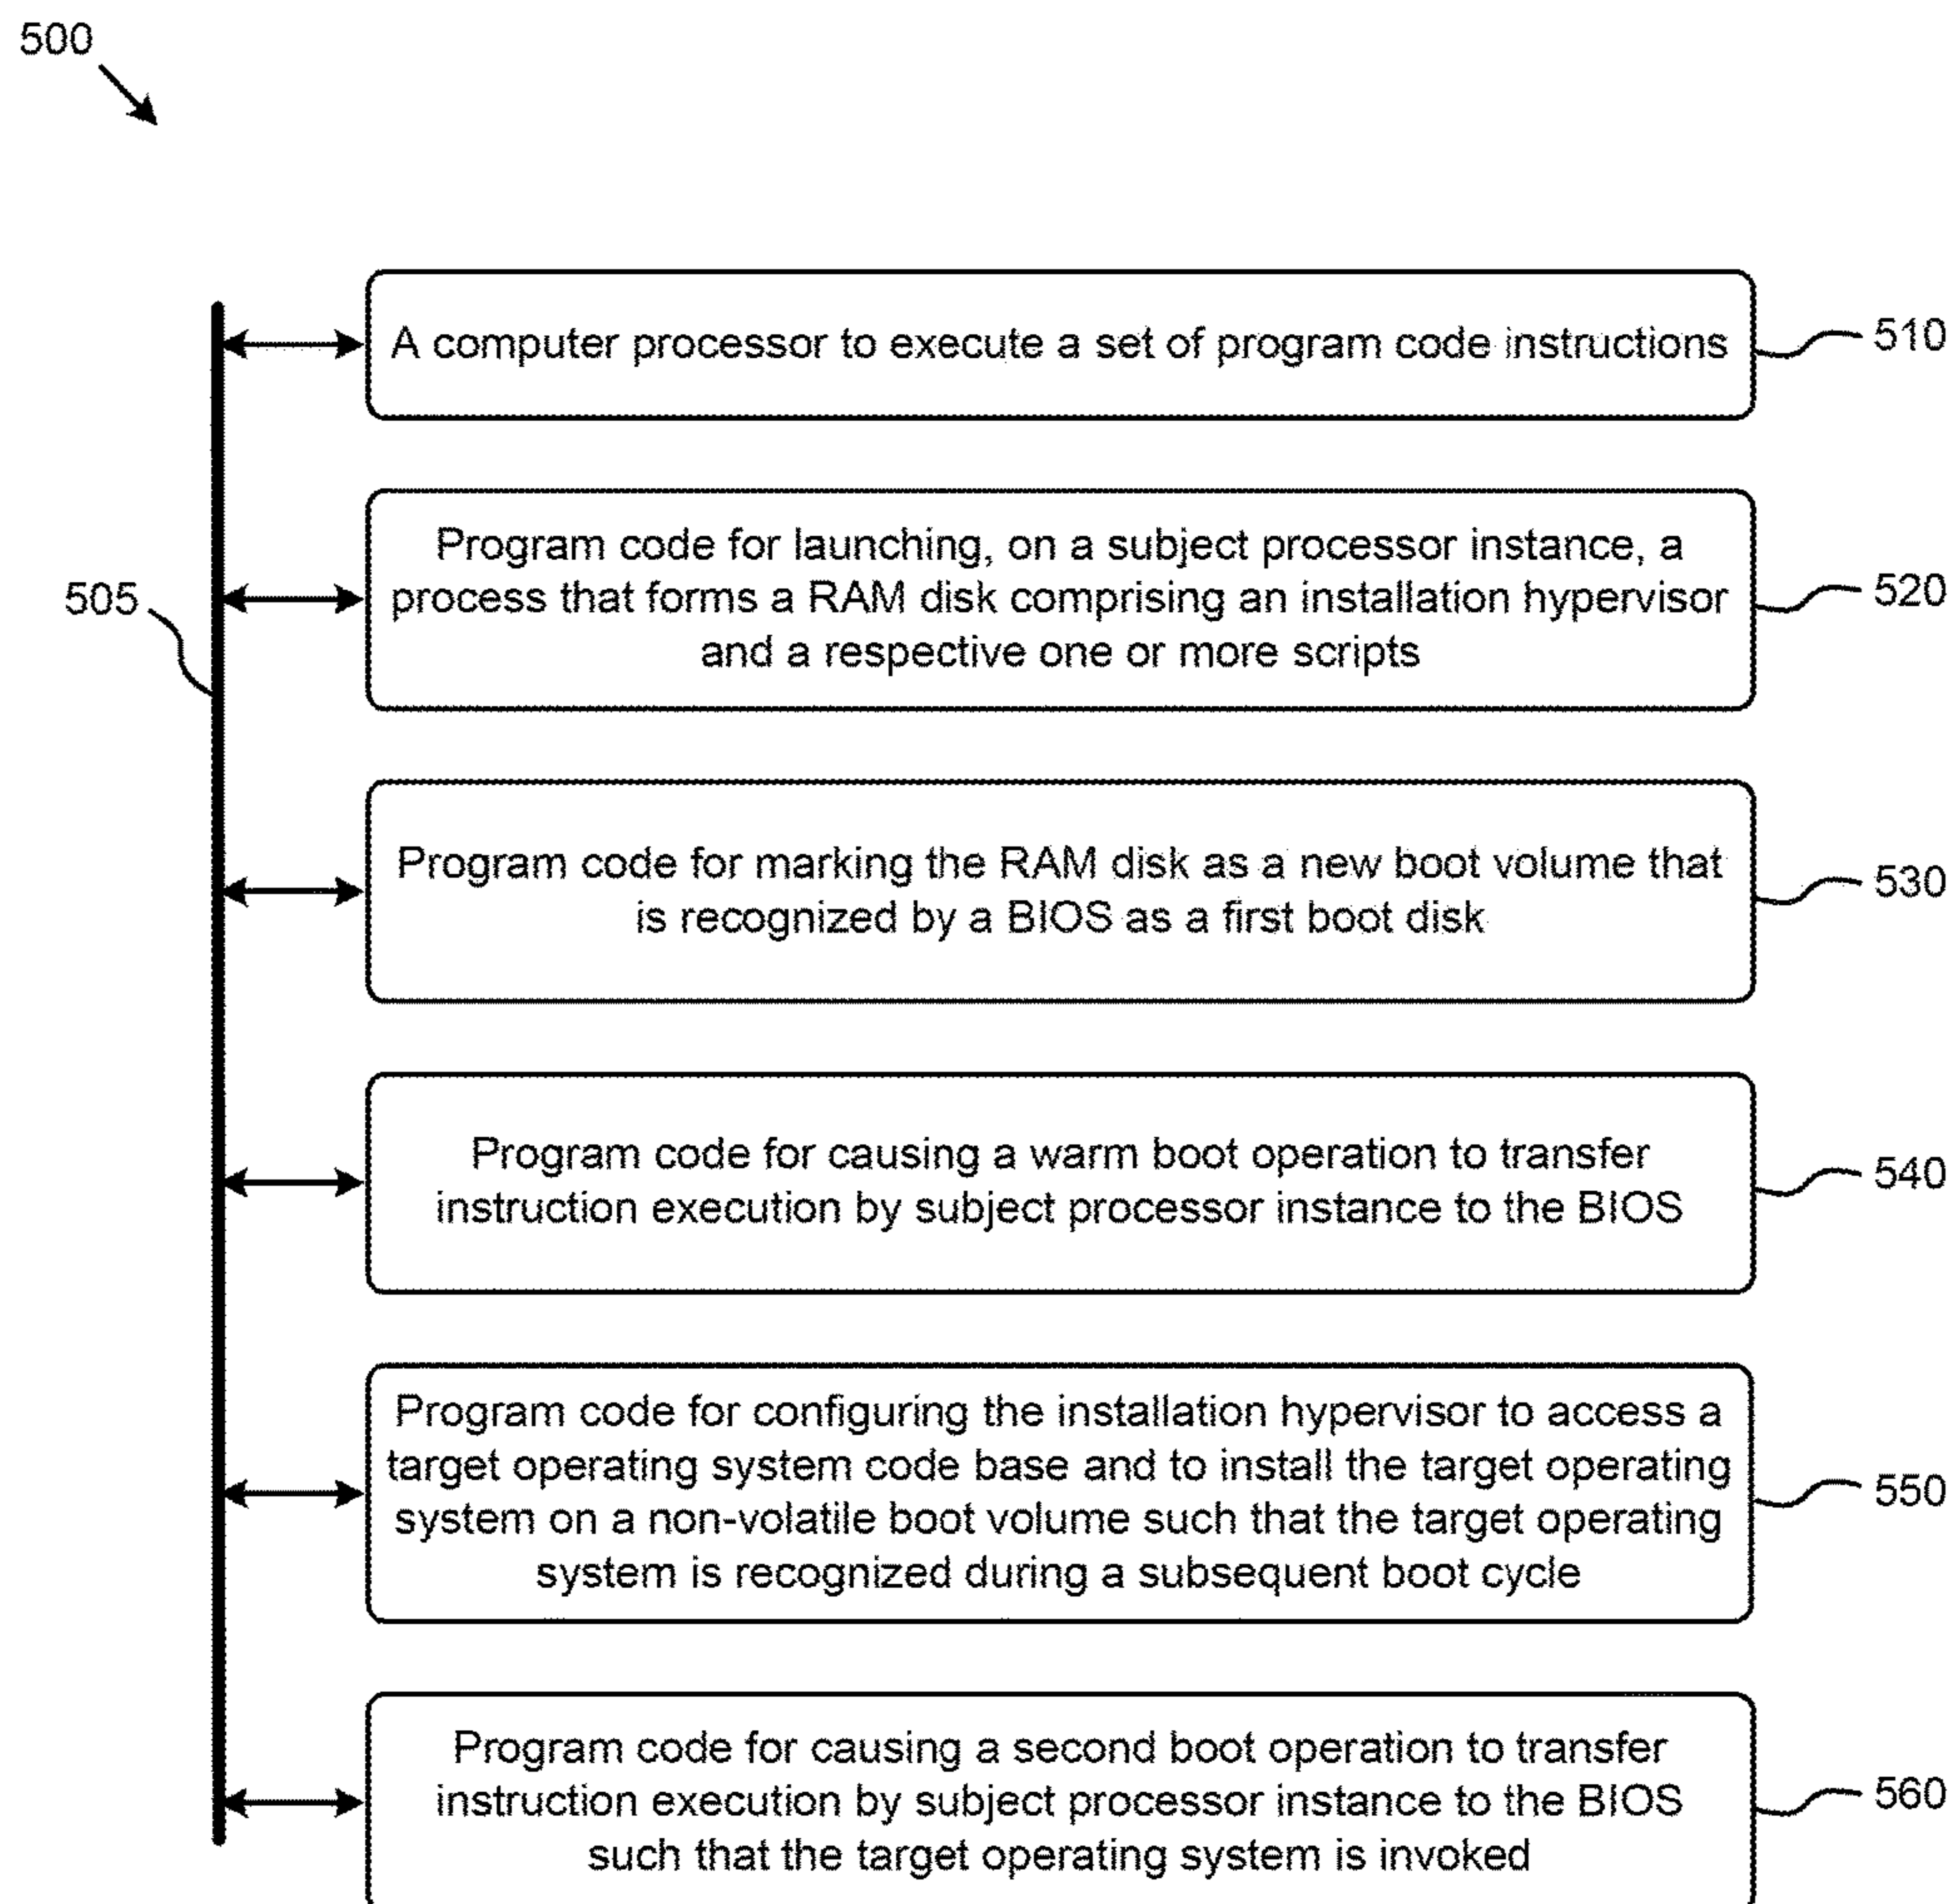 500
A computer processor to execute a set of program code instructions
510
Program code for launching, on a subject processor instance, a
process that forms a RAM disk comprising an installation hypervisor
and a respective one or more scripts
520
505
Program code for marking the RAM disk as a new boot volume that
is recognized by a BIOS as a first boot disk
530
Program code for causing a warm boot operation to transfer
instruction execution by subject processor instance to the BIOS
540
Program code for configuring the installation hypervisor to access a
target operating system code base and to install the target operating
system on a non-volatile boot volume such that the target operating
system is recognized during a subsequent boot cycle
550
Program code for causing a second boot operation to transfer
instruction execution by subject processor instance to the BIOS
such that the target operating system is invoked
560